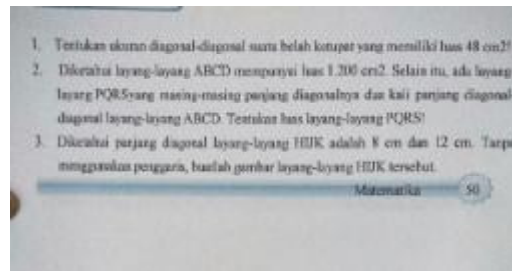 1. Tentukan ukuran diagonal-diagonal suatu belah ketupat yang memiliki luas 48 cm2!
2. Diketahui layang-layang ABCD mempunyai luas 1.200 cm2. Selain itu, ada layang
layang PQRS yang masing-masing panjang diagonalnya dua kali panjang diagonal
diagonal layang-layang ABCD. Tentukan luas layang-layang PQRS!
3. Diketahui panjang diagonal layang-layang HIJK adalah 8 cm dan 12 cm. Tanpa
menggunakan penggaris, buatlah gambar layang-layang HIJK tersebut.
Matematika 50